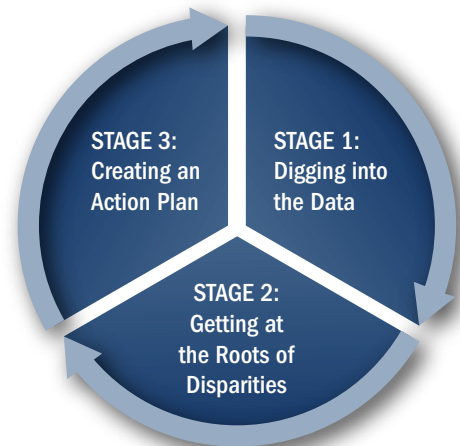 STAGE 1:
Digging into
the Data
STAGE 2:
Getting at
the Roots of
Disparities
STAGE 3:
Creating an
Action Plan